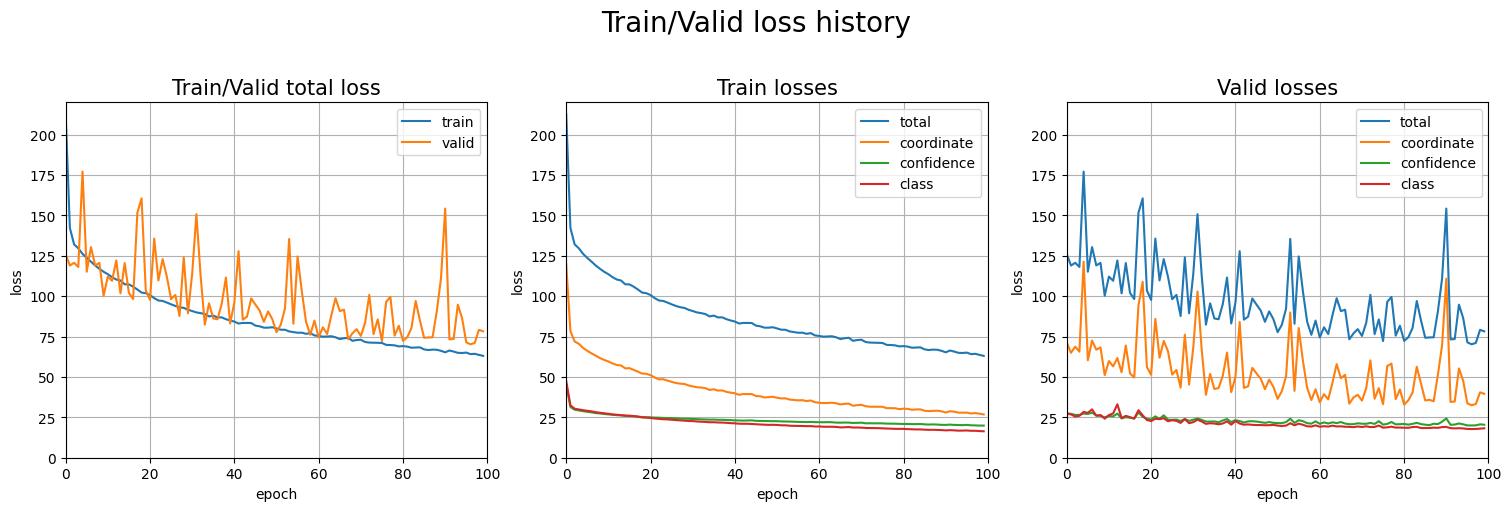 Train/Valid loss history
Train/Valid total loss
loss
200
175
150
125
100
75
50
25
0
0 20 40 60 80 100
epoch
train
valid
Train losses
loss
200
175
150
125
100
75
50
25
0
0 20 40 60 80 100
epoch
total
coordinate
confidence
class
Valid losses
loss
200
175
150
125
100
75
50
25
0
0 20 40 60 80 100
epoch
total
coordinate
confidence
class